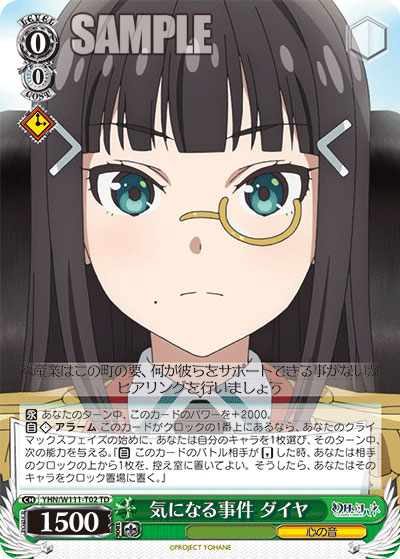 LEVEL
0
SAMPLE
0
COST
水産業はこの町の要、何か彼らをサポートできる事がないか
ヒアリングを行いましょう
永 あなたのターン中、このカードのパワーを＋2000。
自 アラーム このカードがクロックの1番上にあるなら、あなたのクライ
マックスフェイズの始めに、あなたは自分のキャラを1枚選び、そのターン中、
次の能力を与える。『自 このカードのバトル相手が した時、あなたは相手
のクロックの上から1枚を、控え室に置いてよい。そうしたら、あなたはその
キャラをクロック置場に置く。』
CH YHN/W111-T02 TD
1500
気になる事件 ダイヤ
心の音
©PROJECT YOHANE